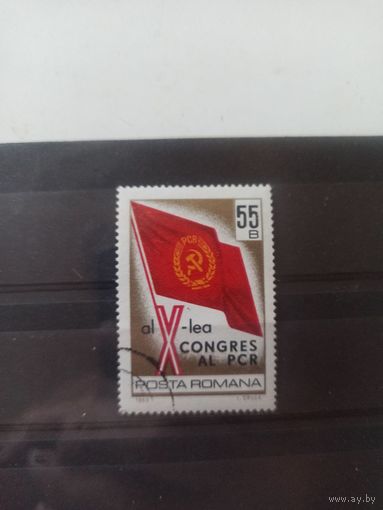 55
B
PCR
al X-lea
CONGRES
AL PCR
POSTA ROMANA
www.ay.by